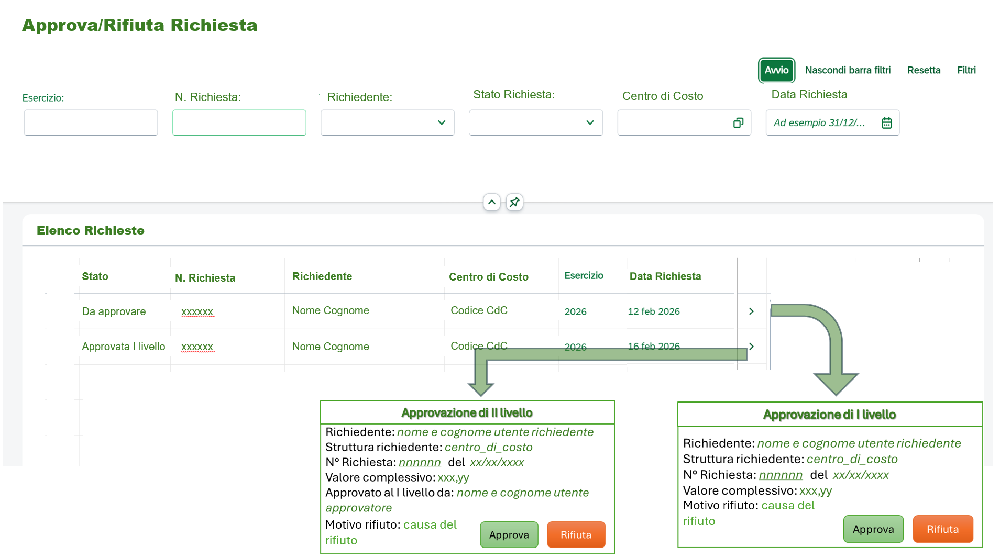 Approva/Rifiuta Richiesta
Avvio Nascondi barra filtri Resetta Filtri
Esercizio: N. Richiesta: Richiedente: Stato Richiesta: Centro di Costo Data Richiesta
Ad esempio 31/12/...
Elenco Richieste
Stato N. Richiesta Richiedente Centro di Costo Esercizio Data Richiesta
Da approvare xxxxxx Nome Cognome Codice CdC 2026 12 feb 2026
Approvata I livello xxxxxx Nome Cognome Codice CdC 2026 16 feb 2026
Approvazione di II livello
Richiedente: nome e cognome utente richiedente
Struttura richiedente: centro_di_costo
N° Richiesta: nnnnnn del xx/xx/xxxx
Valore complessivo: xxx,yy
Approvato al I livello da: nome e cognome utente
approvatore
Motivo rifiuto: causa del
rifiuto
Approva Rifiuta
Approvazione di I livello
Richiedente: nome e cognome utente richiedente
Struttura richiedente: centro_di_costo
N° Richiesta: nnnnnn del xx/xx/xxxx
Valore complessivo: xxx,yy
Motivo rifiuto: causa del
rifiuto
Approva Rifiuta